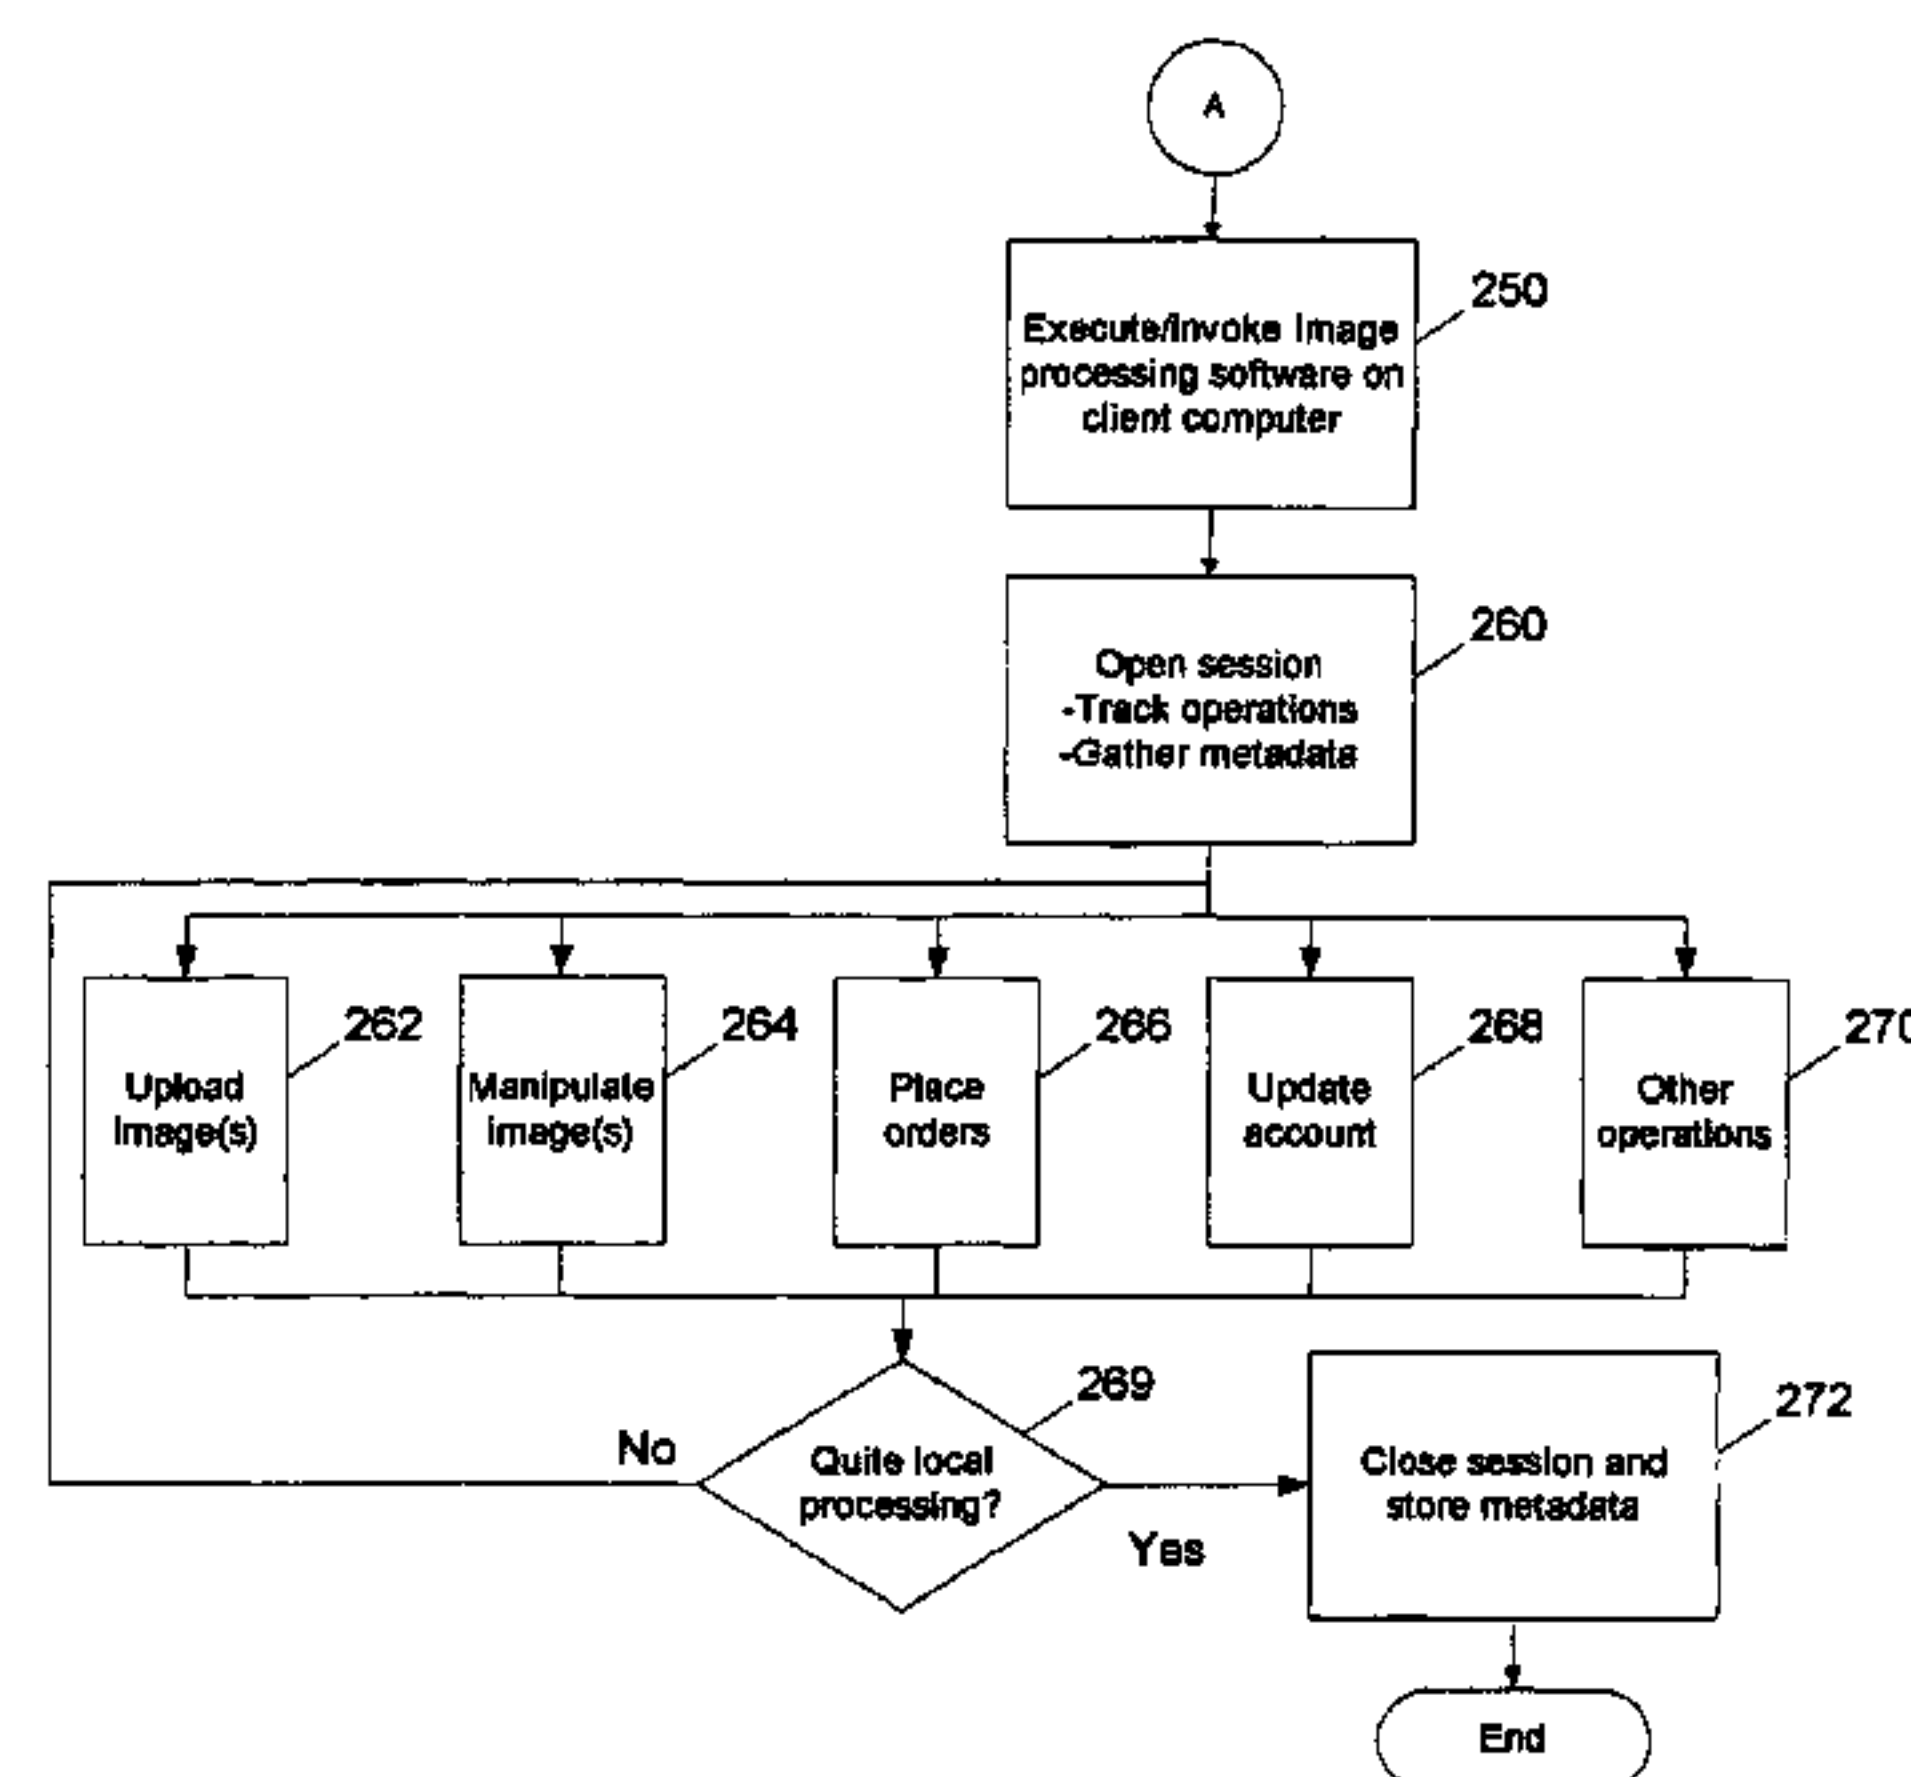 A
250
Execute/Invoke Image
processing software on
client computer
260
Open session
-Track operations
-Gather metadata
262
264
266
268
270
Upload
Image(s)
Manipulate
image(s)
Place
orders
Update
account
Other
operations
269
272
No
Quite local
processing?
Yes
Close session and
store metadata
End